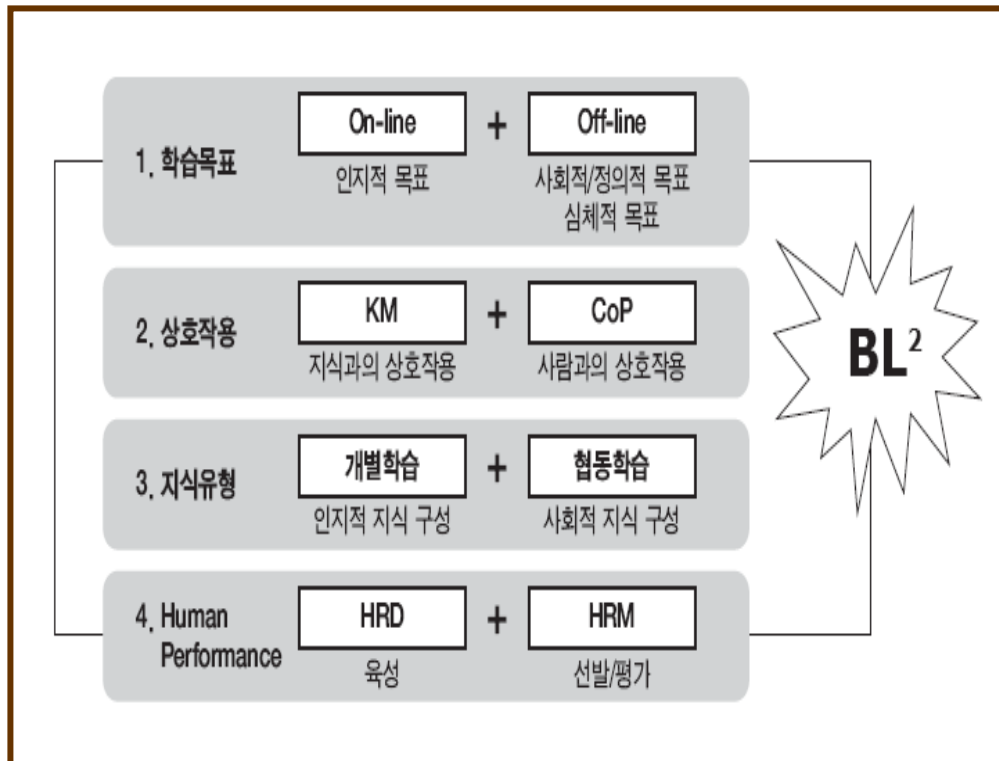 On-line + Off-line
1. 학습목표
인지적 목표 사회적/정의적 목표
심체적 목표
KM + CoP
2. 상호작용
지식과의 상호작용 사람과의 상호작용
BL²
개별학습 + 협동학습
3. 지식유형
인지적 지식 구성 사회적 지식 구성
4. Human
Performance
HRD + HRM
육성 선발/평가